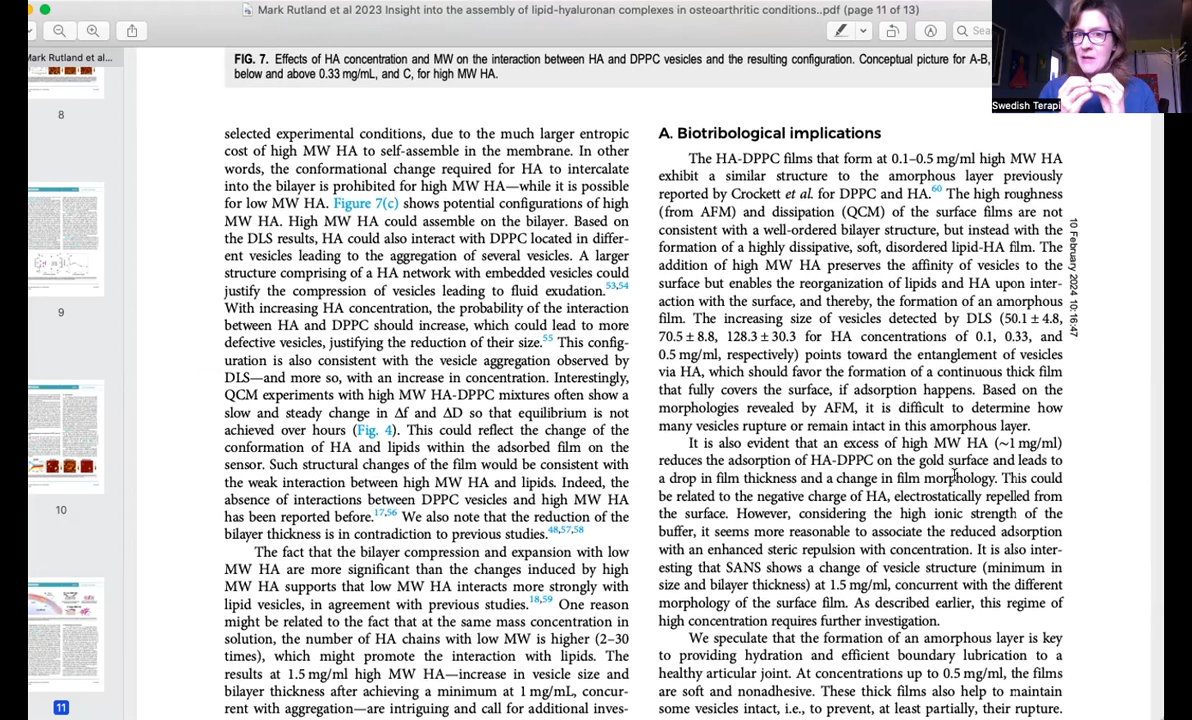 Mark Rutland et al 2023 Insight into the assembly of lipid-hyaluronan complexes in osteoarthritic conditions..pdf (page 11 of 13)
Mark Rutland et al...
8
9
10
11
Swedish Terapi
FIG. 7. Effects of HA concentration and MW on the interaction between HA and DPPC vesicles and the resulting configuration. Conceptual picture for A-B,
below and above 0.33 mg/mL, and C, for high MW HA.
selected experimental conditions, due to the much larger entropic
cost of high MW HA to self-assemble in the membrane. In other
words, the conformational change required for HA to intercalate
into the bilayer is prohibited for high MW HA—while it is possible
for low MW HA. Figure 7(c) shows potential configurations of high
MW HA. High MW HA could assemble on the bilayer. Based on
the DLS results, HA could also interact with DPPC located in differ-
ent vesicles leading to the aggregation of several vesicles. A larger
structure comprising of a HA network with embedded vesicles could
justify the compression of vesicles leading to fluid exudation.53,54
With increasing HA concentration, the probability of the interaction
between HA and DPPC should increase, which could lead to more
defective vesicles, justifying the reduction of their size.55 This config-
uration is also consistent with the vesicle aggregation observed by
DLS—and more so, with an increase in concentration. Interestingly,
QCM experiments with high MW HA-DPPC mixtures often show a
slow and steady change in Δf and ΔD so that equilibrium is not
achieved over hours (Fig. 4). This could reflect the change of the
conformation of HA and lipids within the adsorbed film on the
sensor. Such structural changes of the film would be consistent with
the weak interaction between high MW HA and lipids. Indeed, the
absence of interactions between DPPC vesicles and high MW HA
has been reported before.17,56 We also note that the reduction of the
bilayer thickness is in contradiction to previous studies.48,57,58
The fact that the bilayer compression and expansion with low
MW HA are more significant than the changes induced by high
MW HA supports that low MW HA interacts more strongly with
lipid vesicles, in agreement with previous studies.18,59 One reason
might be related to the fact that at the same mass concentration in
solution, the number of HA chains with low MW is higher (2–30
times), which might promote the interaction with lipids. The
results at 1.5 mg/ml high MW HA—increase in vesicle size and
bilayer thickness after achieving a minimum at 1 mg/mL, concur-
rent with aggregation—are intriguing and call for additional inves-
A. Biotribological implications
The HA-DPPC films that form at 0.1–0.5 mg/ml high MW HA
exhibit a similar structure to the amorphous layer previously
reported by Crockett et al. for DPPC and HA.60 The high roughness
(from AFM) and dissipation (QCM) of the surface films are not
consistent with a well-ordered bilayer structure, but instead with the
formation of a highly dissipative, soft, disordered lipid-HA film. The
addition of high MW HA preserves the affinity of vesicles to the
surface but enables the reorganization of lipids and HA upon inter-
action with the surface, and thereby, the formation of an amorphous
film. The increasing size of vesicles detected by DLS (50.1 ± 4.8,
70.5 ± 8.8, 128.3 ± 30.3 for HA concentrations of 0.1, 0.33, and
0.5 mg/ml, respectively) points toward the entanglement of vesicles
via HA, which should favor the formation of a continuous thick film
that fully covers the surface, if adsorption happens. Based on the
morphologies revealed by AFM, it is difficult to determine how
many vesicles rupture or remain intact in this amorphous layer.
It is also evident that an excess of high MW HA (~1 mg/ml)
reduces the adsorption of HA-DPPC on the gold surface and leads to
a drop in film thickness and a change in film morphology. This could
be related to the negative charge of HA, electrostatically repelled from
the surface. However, considering the high ionic strength of the
buffer, it seems more reasonable to associate the reduced adsorption
with an enhanced steric repulsion with concentration. It is also inter-
esting that SANS shows a change of vesicle structure (minimum in
size and bilayer thickness) at 1.5 mg/ml, concurrent with the different
morphology of the surface film. As described earlier, this regime of
high concentration requires further investigation.
We speculate that the formation of an amorphous layer is key
to providing hydration and efficient boundary lubrication to a
healthy articular joint. At concentrations up to 0.5 mg/ml, the films
are soft and nonadhesive. These thick films also help to maintain
some vesicles intact, i.e., to prevent, at least partially, their rupture.
10 February 2024 10:16:47